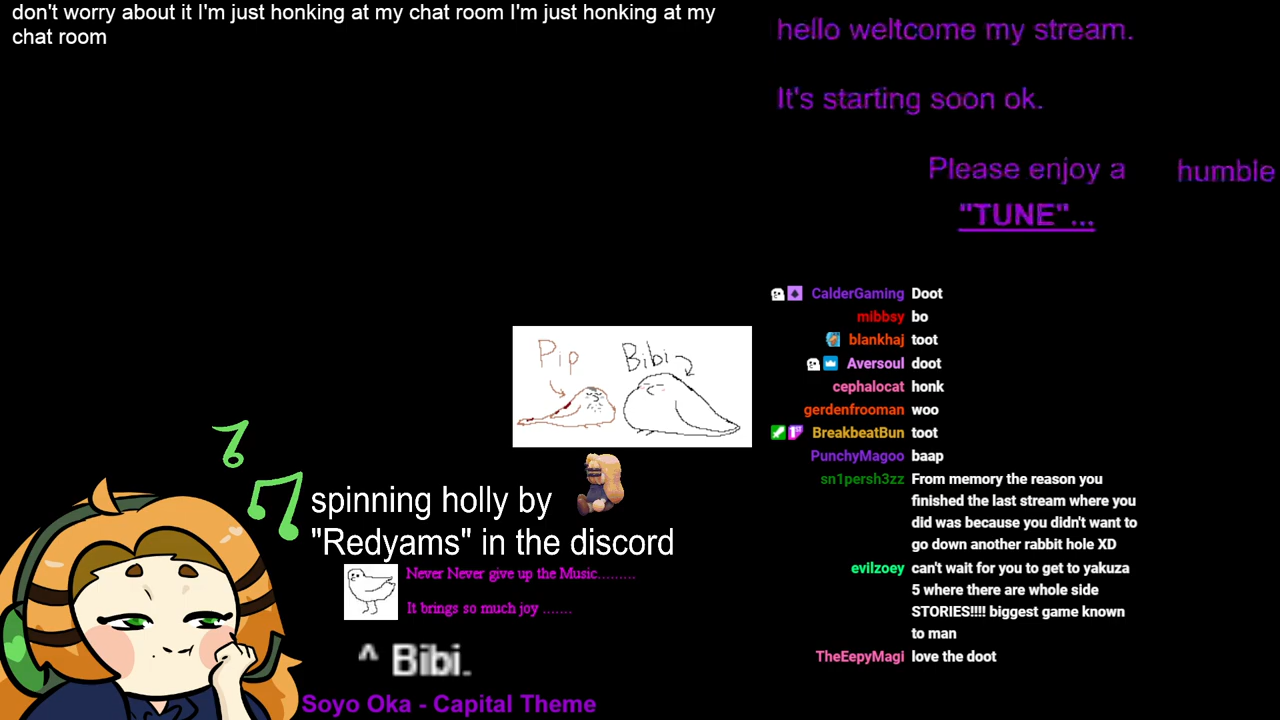 don't worry about it I'm just honking at my chat room I'm just honking at my
chat room
hello weltcome my stream.
It's starting soon ok.
Please enjoy a humble
"TUNE"...
CalderGaming Doot
mibbsy bo
blankhaj toot
Aversoul doot
cephalocat honk
gerdenfrooman woo
BreakbeatBun toot
PunchyMagoo baap
sn1persh3zz From memory the reason you
finished the last stream where you
did was because you didn't want to
go down another rabbit hole XD
evilzoey can't wait for you to get to yakuza
5 where there are whole side
STORIES!!!! biggest game known
to man
TheEepyMagi love the doot
Pip Bibi
spinning holly by
"Redyams" in the discord
Never Never give up the Music.........
It brings so much joy .......
^ Bibi.
Soyo Oka - Capital Theme